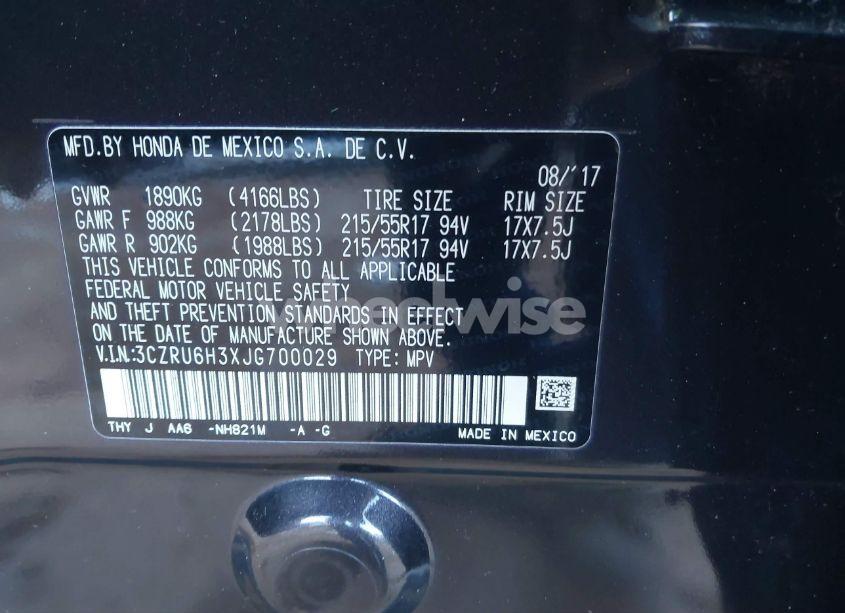 MFD.BY HONDA DE MEXICO S.A. DE C.V.
08/'17
GVWR 1890KG (4166LBS) TIRE SIZE RIM SIZE
GAWR F 988KG (2178LBS) 215/55R17 94V 17X7.5J
GAWR R 902KG (1988LBS) 215/55R17 94V 17X7.5J
THIS VEHICLE CONFORMS TO ALL APPLICABLE
FEDERAL MOTOR VEHICLE SAFETY
AND THEFT PREVENTION STANDARDS IN EFFECT
ON THE DATE OF MANUFACTURE SHOWN ABOVE.
V.I.N:3CZRU6H3XJG700029 TYPE: MPV
THY J AA6 -NH821M -A -G MADE IN MEXICO
wheelwise